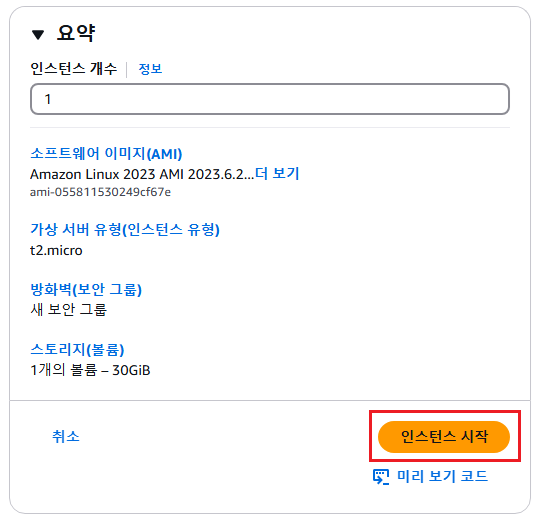 요약
인스턴스 개수 정보
1
소프트웨어 이미지(AMI)
Amazon Linux 2023 AMI 2023.6.2...더 보기
ami-055811530249cf67e
가상 서버 유형(인스턴스 유형)
t2.micro
방화벽(보안 그룹)
새 보안 그룹
스토리지(볼륨)
1개의 볼륨 – 30GiB
취소 인스턴스 시작
미리 보기 코드